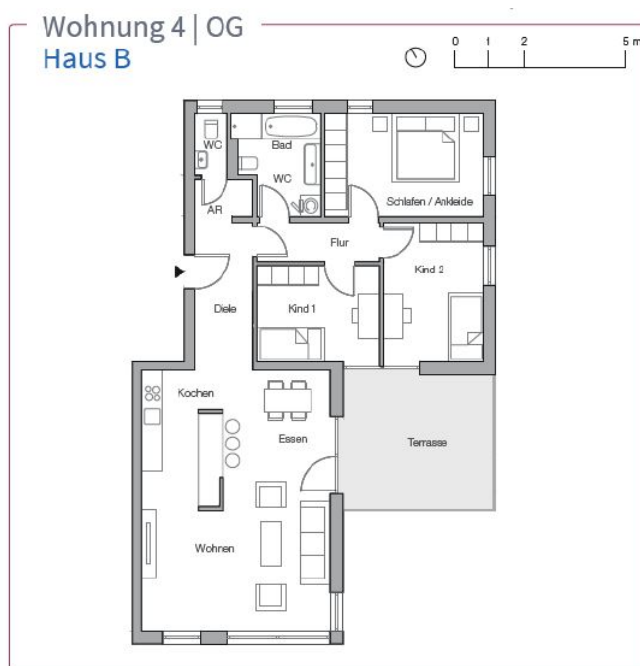 Wohnung 4 | OG
Haus B
0 1 2 5 m
WC
Bad
WC
AR
Schlafen / Ankleide
Flur
Kind 2
Diele
Kind 1
Kochen
Essen
Terrasse
Wohnen